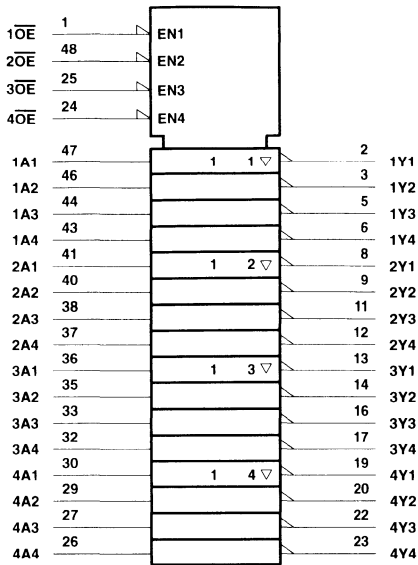 1O̅E̅ 1 EN1
2O̅E̅ 48 EN2
3O̅E̅ 25 EN3
4O̅E̅ 24 EN4
1A1 47 1 1 ▽ 2 1Y1
1A2 46 3 1Y2
1A3 44 5 1Y3
1A4 43 6 1Y4
2A1 41 1 2 ▽ 8 2Y1
2A2 40 9 2Y2
2A3 38 11 2Y3
2A4 37 12 2Y4
3A1 36 1 3 ▽ 13 3Y1
3A2 35 14 3Y2
3A3 33 16 3Y3
3A4 32 17 3Y4
4A1 30 1 4 ▽ 19 4Y1
4A2 29 20 4Y2
4A3 27 22 4Y3
4A4 26 23 4Y4